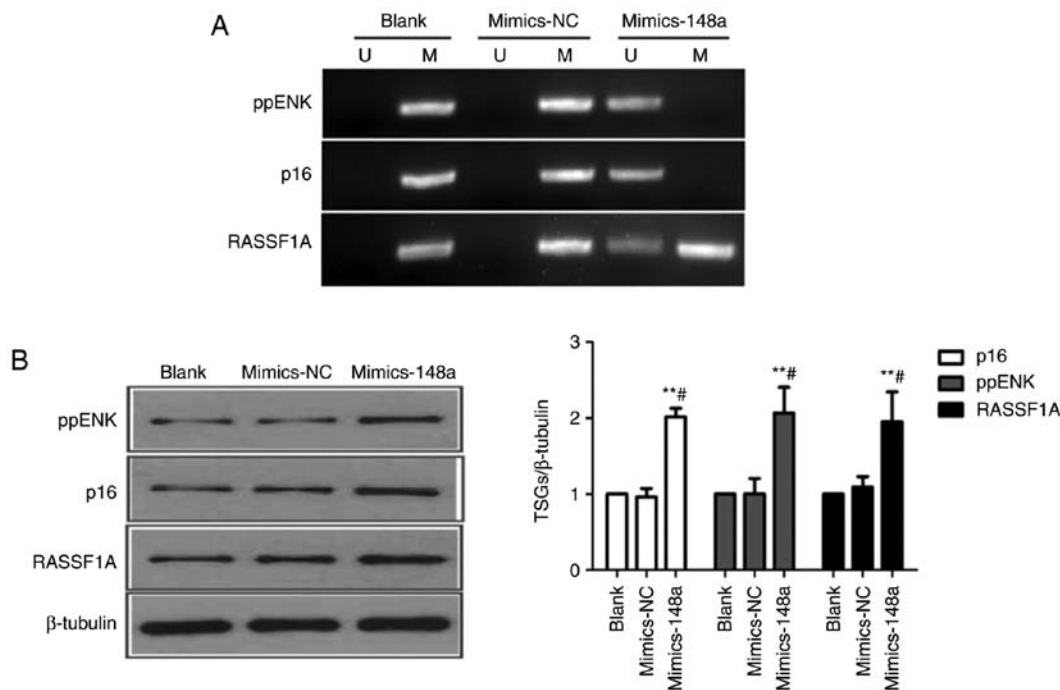 A
Blank Mimics-NC Mimics-148a
U M U M U M
ppENK
p16
RASSF1A
B
Blank Mimics-NC Mimics-148a
ppENK
p16
RASSF1A
β-tubulin
3
2
1
0
TSGs/β-tubulin
**# **# **#
p16
ppENK
RASSF1A
Blank Mimics-NC Mimics-148a Blank Mimics-NC Mimics-148a Blank Mimics-NC Mimics-148a